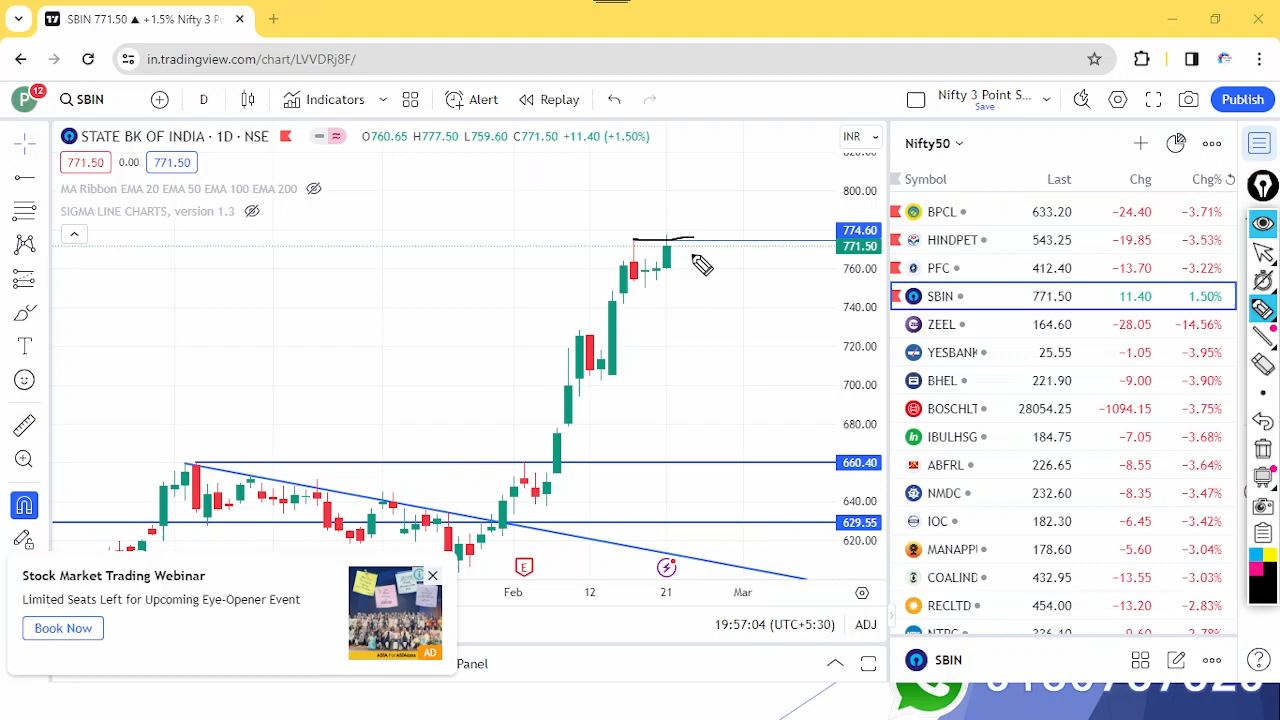 SBIN 771.50 ▲ +1.5% Nifty 3 Po
in.tradingview.com/chart/LVVDRj8F/
P 12 SBIN D Indicators Alert Replay Nifty 3 Point S... Save Publish
STATE BK OF INDIA · 1D · NSE O760.65 H777.50 L759.60 C771.50 +11.40 (+1.50%) INR
771.50 0.00 771.50
MA Ribbon EMA 20 EMA 50 EMA 100 EMA 200
SIGMA LINE CHARTS, version 1.3
800.00
774.60
771.50
760.00
740.00
720.00
700.00
680.00
660.40
640.00
629.55
620.00
E
Feb 12 21 Mar
19:57:04 (UTC+5:30) ADJ
Panel
Stock Market Trading Webinar
Limited Seats Left for Upcoming Eye-Opener Event
Book Now
AD
Nifty50
Symbol Last Chg Chg%
BPCL 633.20 −24.40 −3.71%
HINDPET 543.25 −19.85 −3.53%
PFC 412.40 −13.70 −3.22%
SBIN 771.50 11.40 1.50%
ZEEL 164.60 −28.05 −14.56%
YESBANK 25.55 −1.05 −3.95%
BHEL 221.90 −9.00 −3.90%
BOSCHLT 28054.25 −1094.15 −3.75%
IBULHSG 184.75 −7.05 −3.68%
ABFRL 226.65 −8.55 −3.64%
NMDC 232.60 −8.35 −3.47%
IOC 182.30 −6.45 −3.42%
MANAPPI 178.60 −5.60 −3.04%
COALIND 432.95 −13.55 −3.03%
RECLTD 454.00 −13.20 −2.83%
SBIN